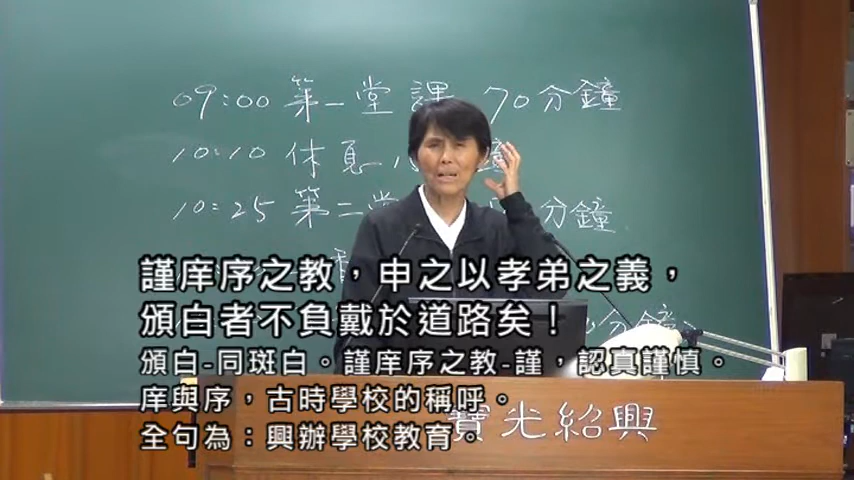 09:00 第一堂課 70分鐘
10:10 休息
10:25 第二堂 分鐘
謹庠序之教,申之以孝弟之義,
頒白者不負戴於道路矣!
頒白-同斑白。謹庠序之教-謹,認真謹慎。
庠與序,古時學校的稱呼。
全句為:興辦學校教育。
寶光紹興